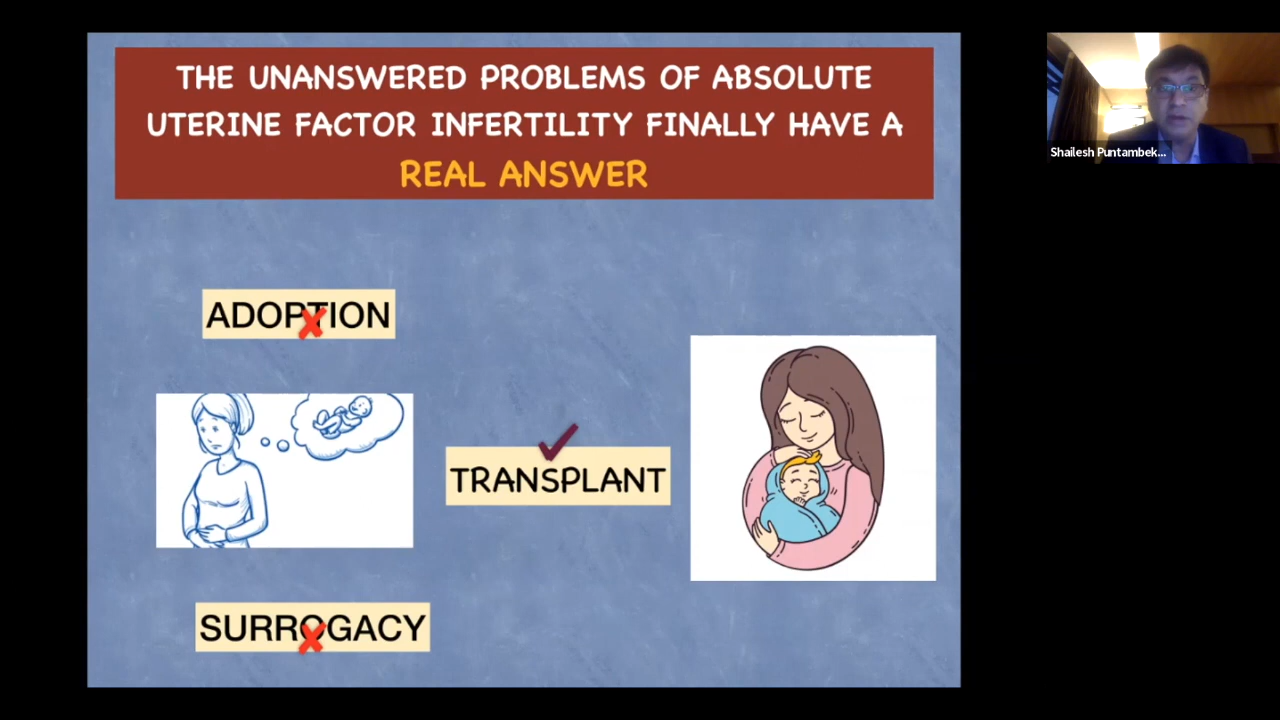 THE UNANSWERED PROBLEMS OF ABSOLUTE
UTERINE FACTOR INFERTILITY FINALLY HAVE A
REAL ANSWER
Shailesh Puntambek...
ADOPTION
TRANSPLANT
SURROGACY